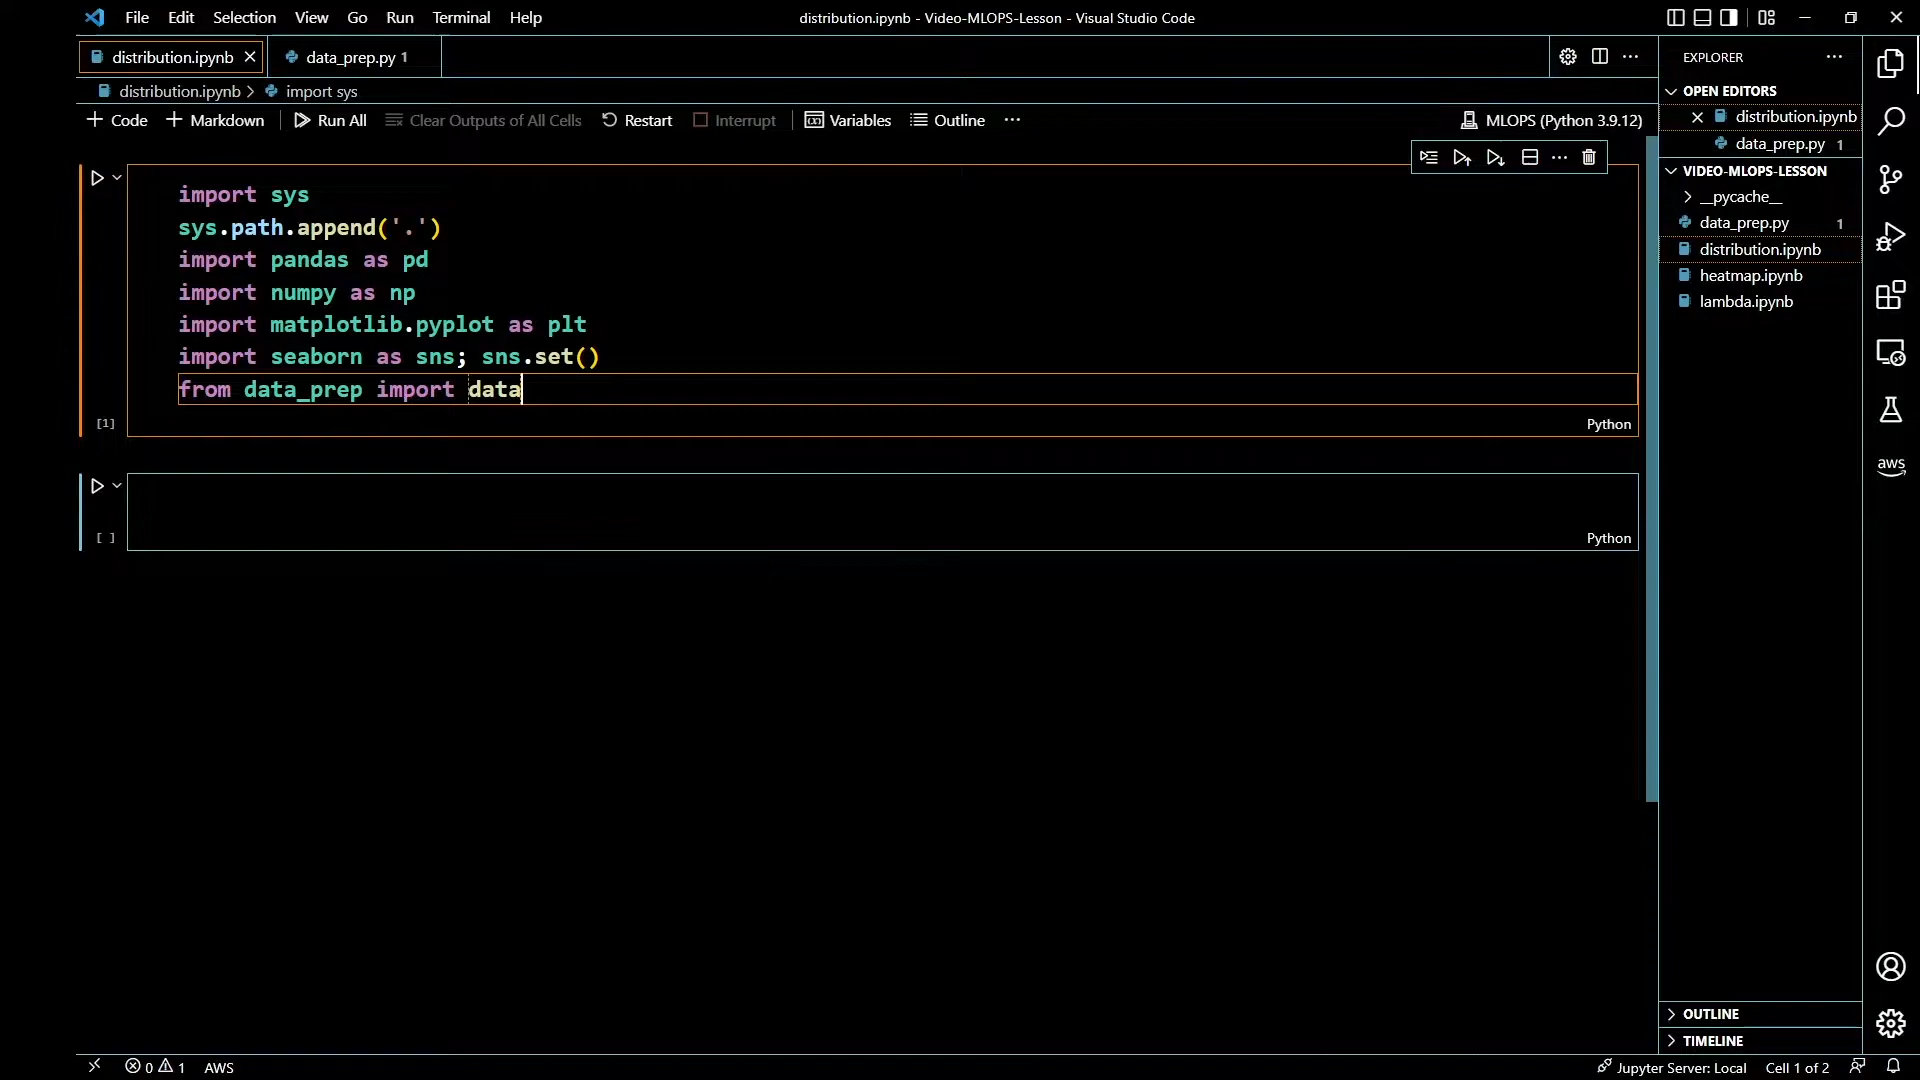 File Edit Selection View Go Run Terminal Help
distribution.ipynb - Video-MLOPS-Lesson - Visual Studio Code
distribution.ipynb
data_prep.py 1
distribution.ipynb > import sys
Code Markdown Run All Clear Outputs of All Cells Restart Interrupt Variables Outline ...
MLOPS (Python 3.9.12)
import sys
sys.path.append('.')
import pandas as pd
import numpy as np
import matplotlib.pyplot as plt
import seaborn as sns; sns.set()
from data_prep import data
[1]
Python
[ ]
Python
EXPLORER
OPEN EDITORS
distribution.ipynb
data_prep.py 1
VIDEO-MLOPS-LESSON
__pycache__
data_prep.py 1
distribution.ipynb
heatmap.ipynb
lambda.ipynb
OUTLINE
TIMELINE
aws
0 1 AWS
Jupyter Server: Local Cell 1 of 2